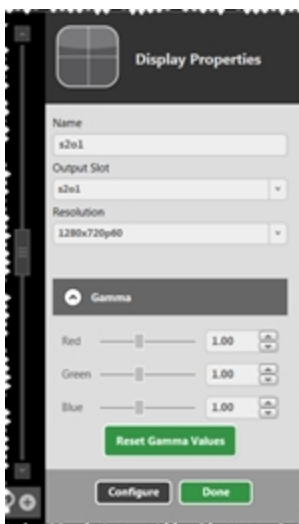 Display Properties
Name
s2o1
Output Slot
s2o1
Resolution
1280x720p60
Gamma
Red 1.00
Green 1.00
Blue 1.00
Reset Gamma Values
Configure Done